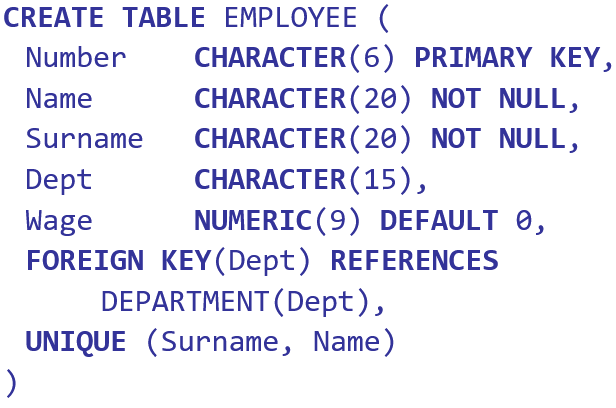 CREATE TABLE EMPLOYEE (
Number CHARACTER(6) PRIMARY KEY,
Name CHARACTER(20) NOT NULL,
Surname CHARACTER(20) NOT NULL,
Dept CHARACTER(15),
Wage NUMERIC(9) DEFAULT 0,
FOREIGN KEY(Dept) REFERENCES
DEPARTMENT(Dept),
UNIQUE (Surname, Name)
)